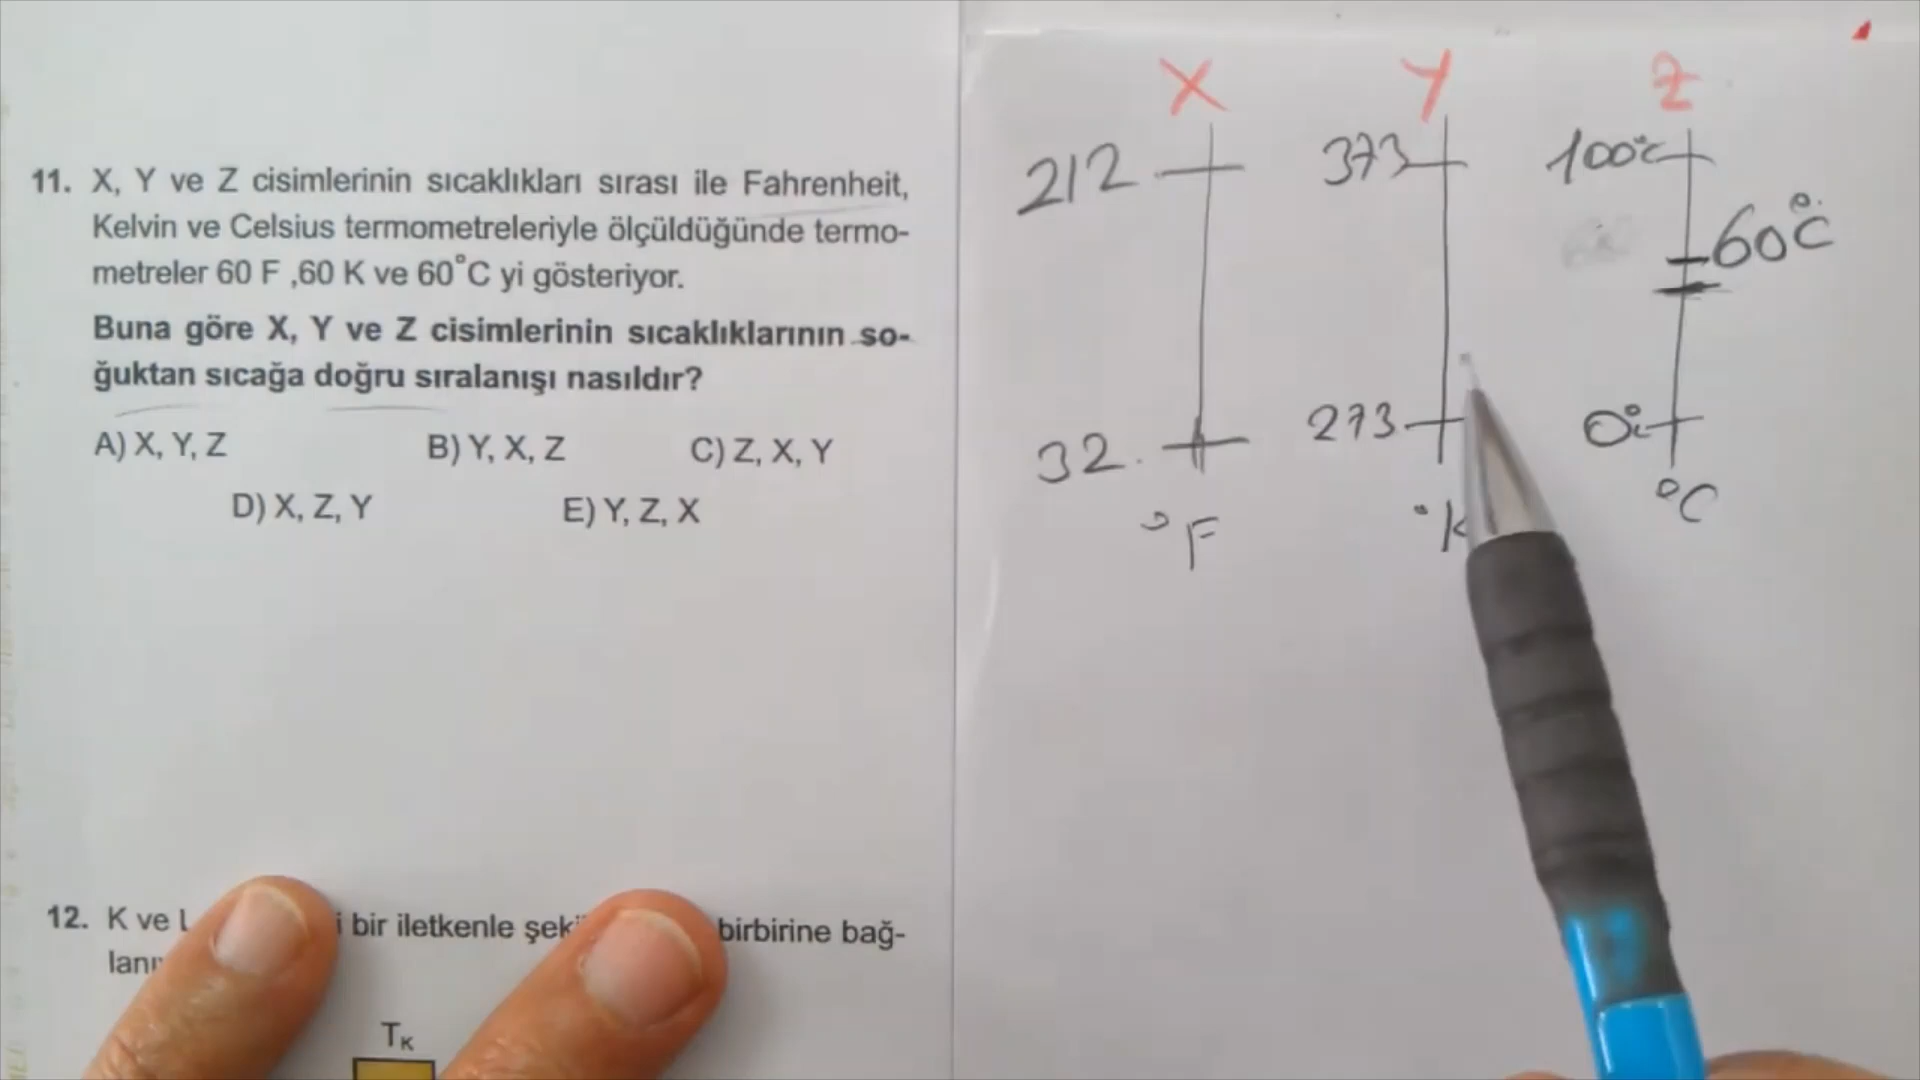 11. X, Y ve Z cisimlerinin sıcaklıkları sırası ile Fahrenheit,
Kelvin ve Celsius termometreleriyle ölçüldüğünde termo-
metreler 60 F ,60 K ve 60°C yi gösteriyor.
Buna göre X, Y ve Z cisimlerinin sıcaklıklarının so-
ğuktan sıcağa doğru sıralanışı nasıldır?
A) X, Y, Z B) Y, X, Z C) Z, X, Y
D) X, Z, Y E) Y, Z, X
12. K ve i bir iletkenle birbirine bağ-
T_K
X Y Z
212 373 100°C
60°C
32 273 0°C
°F °K °C